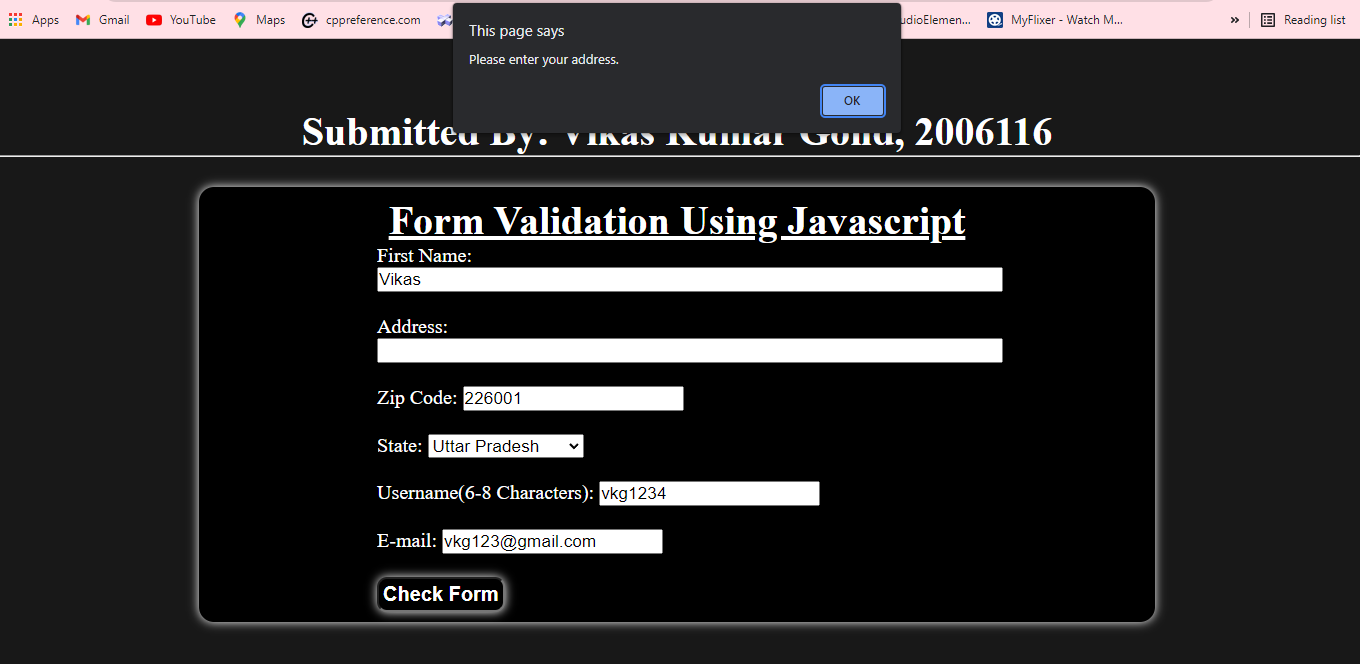 Apps Gmail YouTube Maps cppreference.com udioElemen... MyFlixer - Watch M... » Reading list
This page says
Please enter your address.
OK
Submitted By: Vikas Kumar Gond, 2006116
Form Validation Using Javascript
First Name:
Vikas
Address:
Zip Code: 226001
State: Uttar Pradesh
Username(6-8 Characters): vkg1234
E-mail: vkg123@gmail.com
Check Form